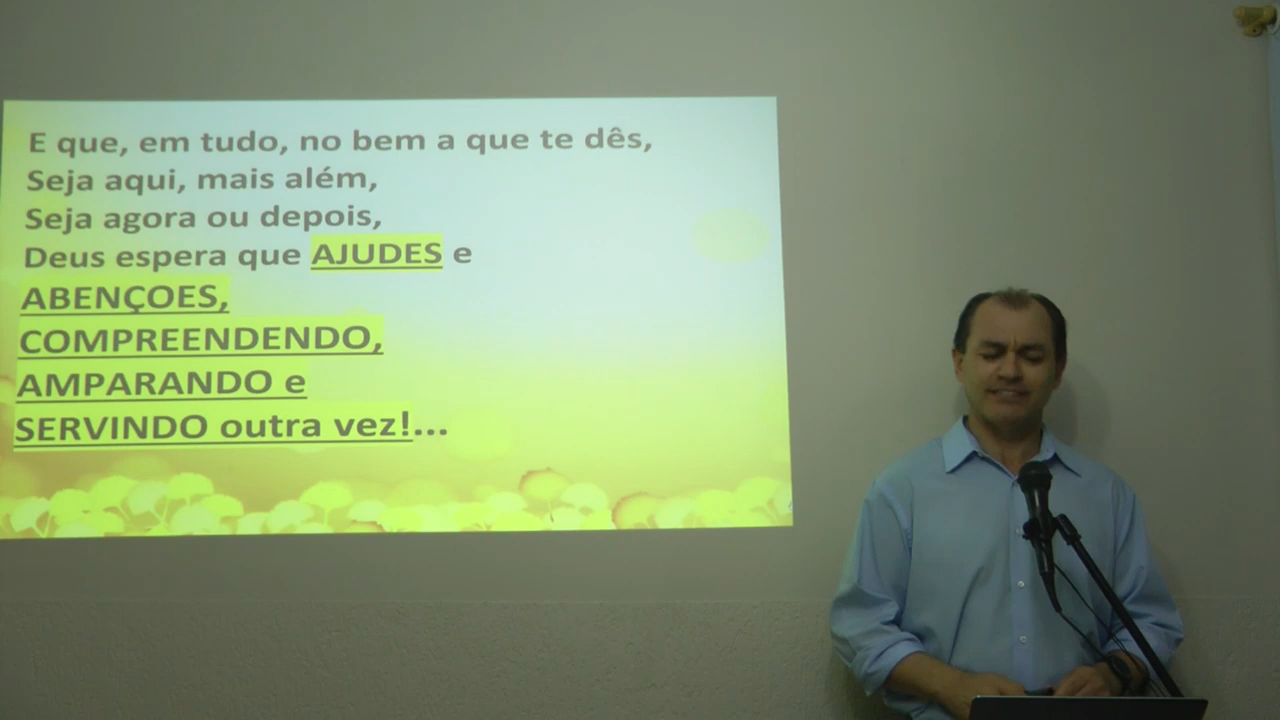 E que, em tudo, no bem a que te dês,
Seja aqui, mais além,
Seja agora ou depois,
Deus espera que AJUDES e
ABENÇOES,
COMPREENDENDO,
AMPARANDO e
SERVINDO outra vez!...